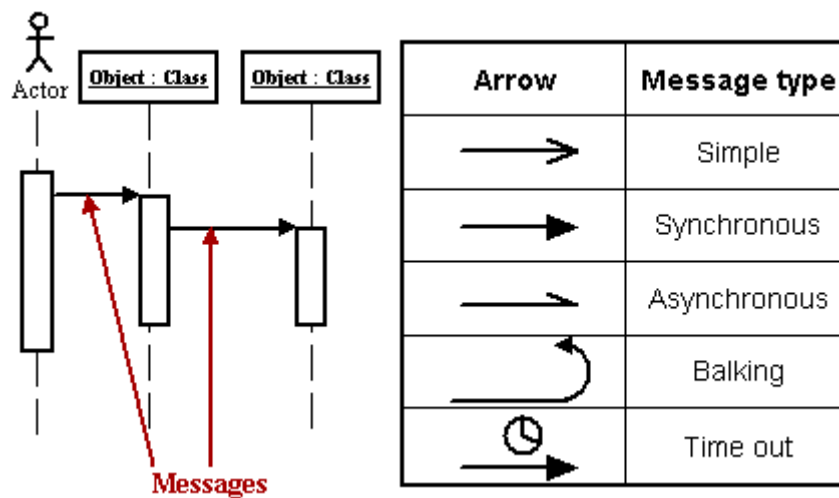 Actor
Object : Class
Object : Class
Messages
Arrow Message type
Simple
Synchronous
Asynchronous
Balking
Time out